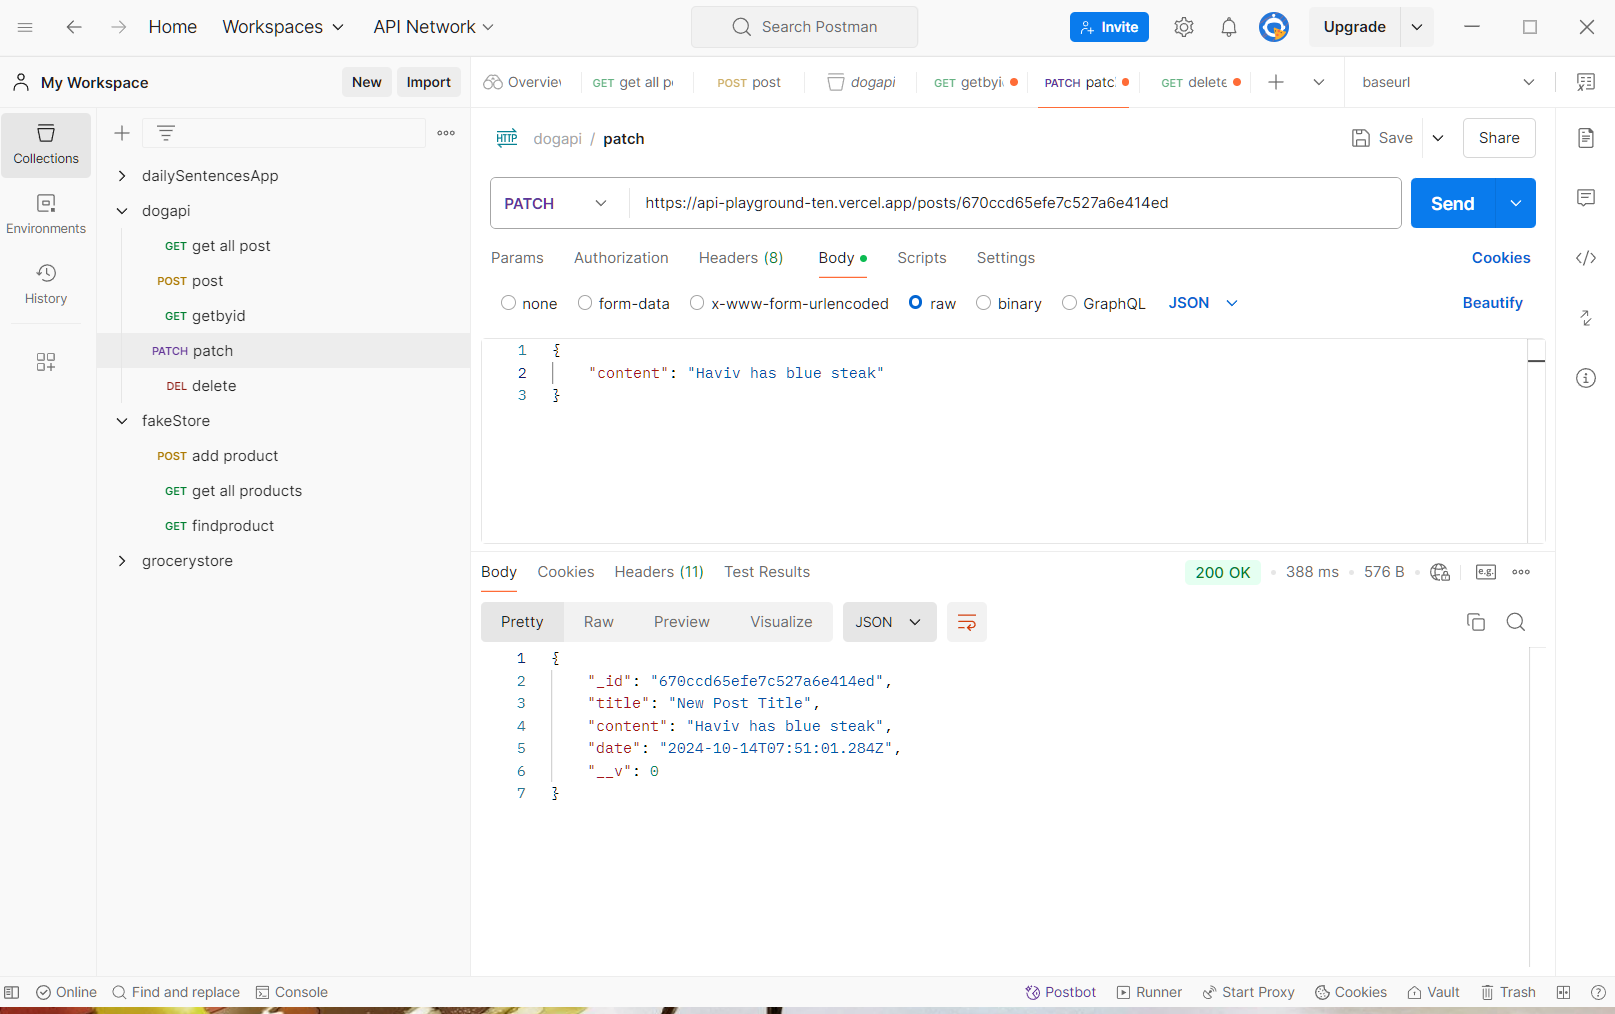 Home Workspaces API Network Search Postman Invite Upgrade
My Workspace New Import Overview GET get all p POST post dogapi GET getbyi PATCH patc GET delete baseurl
Collections
Environments
History
dailySentencesApp
dogapi
GET get all post
POST post
GET getbyid
PATCH patch
DEL delete
fakeStore
POST add product
GET get all products
GET findproduct
grocerystore
HTTP dogapi / patch Save Share
PATCH https://api-playground-ten.vercel.app/posts/670ccd65efe7c527a6e414ed Send
Params Authorization Headers (8) Body Scripts Settings Cookies
none form-data x-www-form-urlencoded raw binary GraphQL JSON Beautify
1 {
2 "content": "Haviv has blue steak"
3 }
Body Cookies Headers (11) Test Results 200 OK 388 ms 576 B e.g.
Pretty Raw Preview Visualize JSON
1 {
2 "_id": "670ccd65efe7c527a6e414ed",
3 "title": "New Post Title",
4 "content": "Haviv has blue steak",
5 "date": "2024-10-14T07:51:01.284Z",
6 "__v": 0
7 }
Online Find and replace Console Postbot Runner Start Proxy Cookies Vault Trash